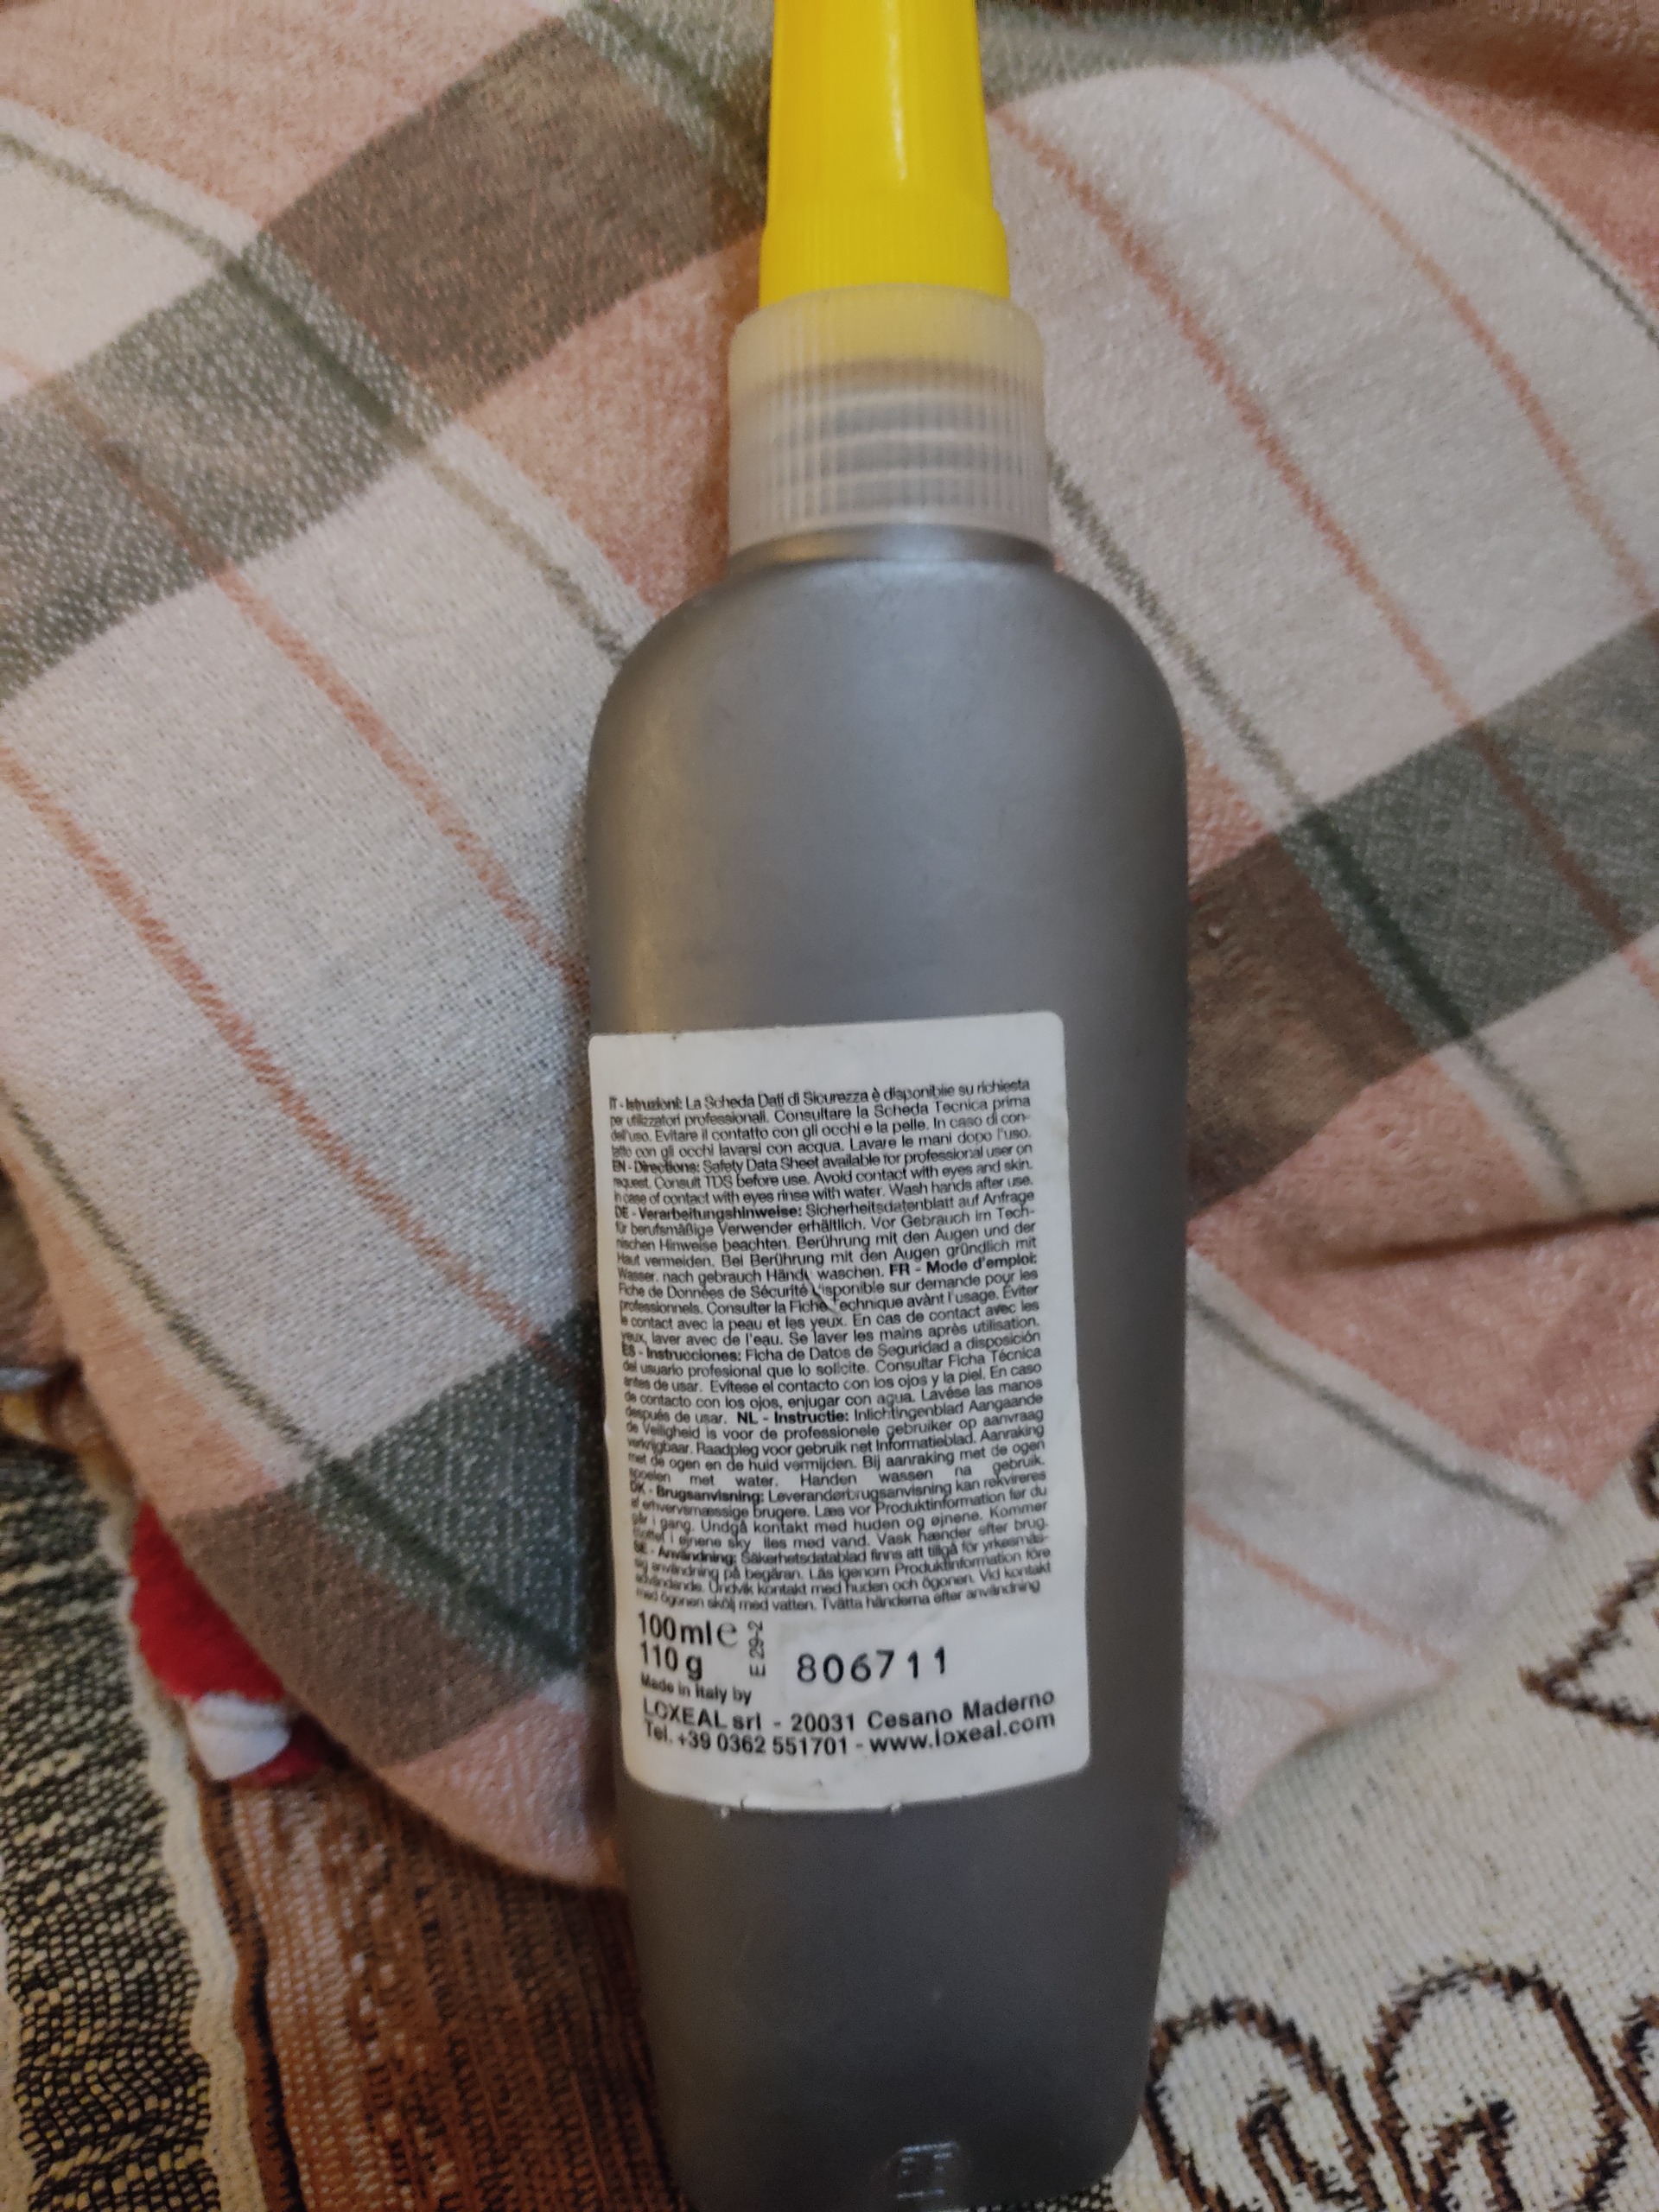 IT - Istruzioni: La Scheda Dati di Sicurezza è disponibile su richiesta
per utilizzatori professionali. Consultare la Scheda Tecnica prima
dell'uso. Evitare il contatto con gli occhi e la pelle. In caso di con-
tatto con gli occhi lavarsi con acqua. Lavare le mani dopo l'uso.
EN - Directions: Safety Data Sheet available for professional user on
request. Consult TDS before use. Avoid contact with eyes and skin.
In case of contact with eyes rinse with water. Wash hands after use.
DE - Verarbeitungshinweise: Sicherheitsdatenblatt auf Anfrage
für berufsmäßige Verwender erhältlich. Vor Gebrauch im Tech-
nischen Hinweise beachten. Berührung mit den Augen und der
Haut vermeiden. Bei Berührung mit den Augen gründlich mit
Wasser. nach gebrauch Händ waschen. FR - Mode d'emploi:
Fiche de Données de Sécurité isponible sur demande pour les
professionnels. Consulter la Fiche echnique avànt l'usage. Éviter
le contact avec la peau et les yeux. En cas de contact avec les
yeux, laver avec de l'eau. Se laver les mains après utilisation.
ES - Instrucciones: Ficha de Datos de Seguridad a disposición
del usuario profesional que lo solicite. Consultar Ficha Técnica
antes de usar. Evítese el contacto con los ojos y la piel. En caso
de contacto con los ojos, enjugar con agua. Lavése las manos
después de usar. NL - Instructie: Inlichtingenblad Aangaande
de Veiligheid is voor de professionele gebruiker op aanvraag
verkrijgbaar. Raadpleg voor gebruik net Informatieblad. Aanraking
met de ogen en de huid vermijden. Bij aanraking met de ogen
spoelen met water. Handen wassen na gebruik.
DK - Brugsanvisning: Leverandørbrugsanvisning kan rekvireres
af erhvervsmæssige brugere. Læs vor Produktinformation før du
går i gang. Undgå kontakt med huden og øjnene. Kommer
i øjnene sky lles med vand. Vask hænder efter brug.
SE - Användning: Säkerhetsdatablad finns att tillgå för yrkesmäs-
sig användning på begäran. Läs igenom Produktinformation före
användande. Undvik kontakt med huden och ögonen. Vid kontakt
med ögonen skölj med vatten. Tvätta händerna efter användning
100ml e
110 g
E 229-2
806711
Made in Italy by
LOXEAL srl - 20031 Cesano Maderno
Tel. +39 0362 551701 - www.loxeal.com